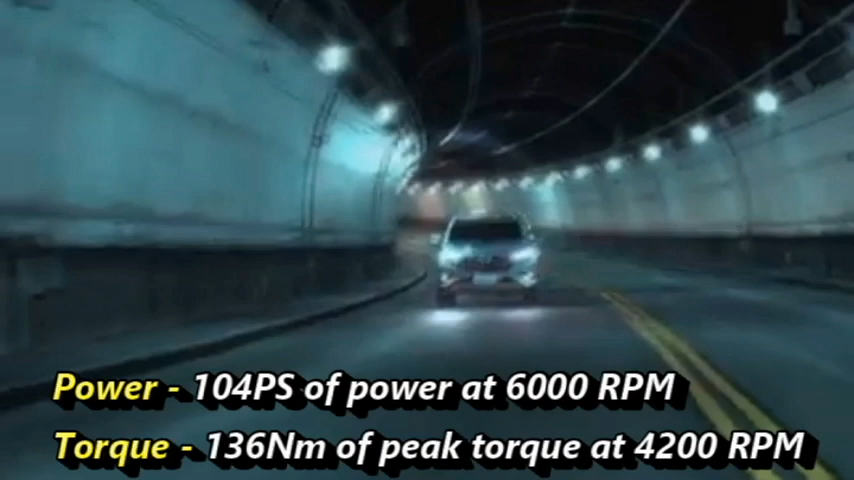 Power - 104PS of power at 6000 RPM
Torque - 136Nm of peak torque at 4200 RPM